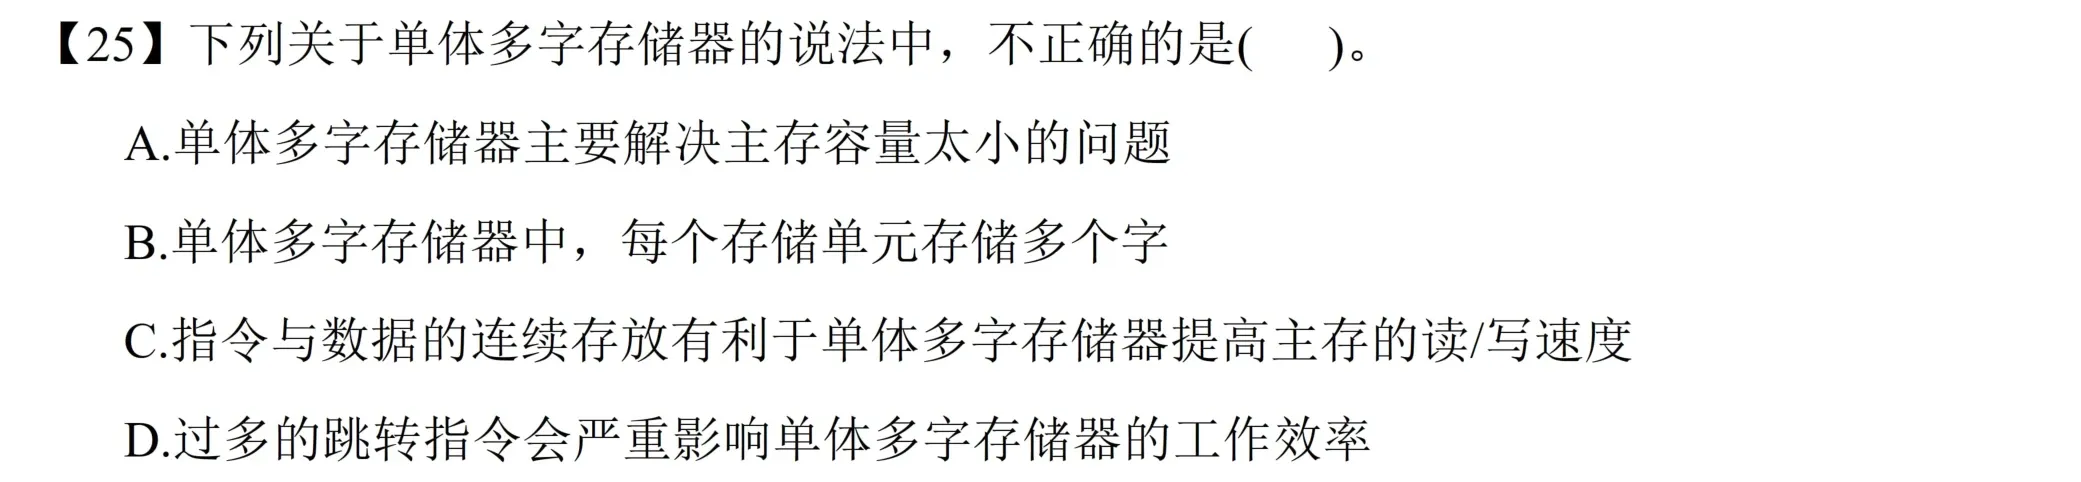 【25】下列关于单体多字存储器的说法中，不正确的是(    )。
A.单体多字存储器主要解决主存容量太小的问题
B.单体多字存储器中，每个存储单元存储多个字
C.指令与数据的连续存放有利于单体多字存储器提高主存的读/写速度
D.过多的跳转指令会严重影响单体多字存储器的工作效率